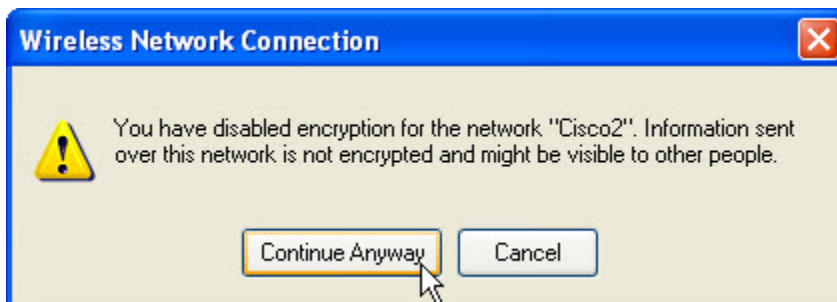 Wireless Network Connection
You have disabled encryption for the network "Cisco2". Information sent
over this network is not encrypted and might be visible to other people.
Continue Anyway
Cancel